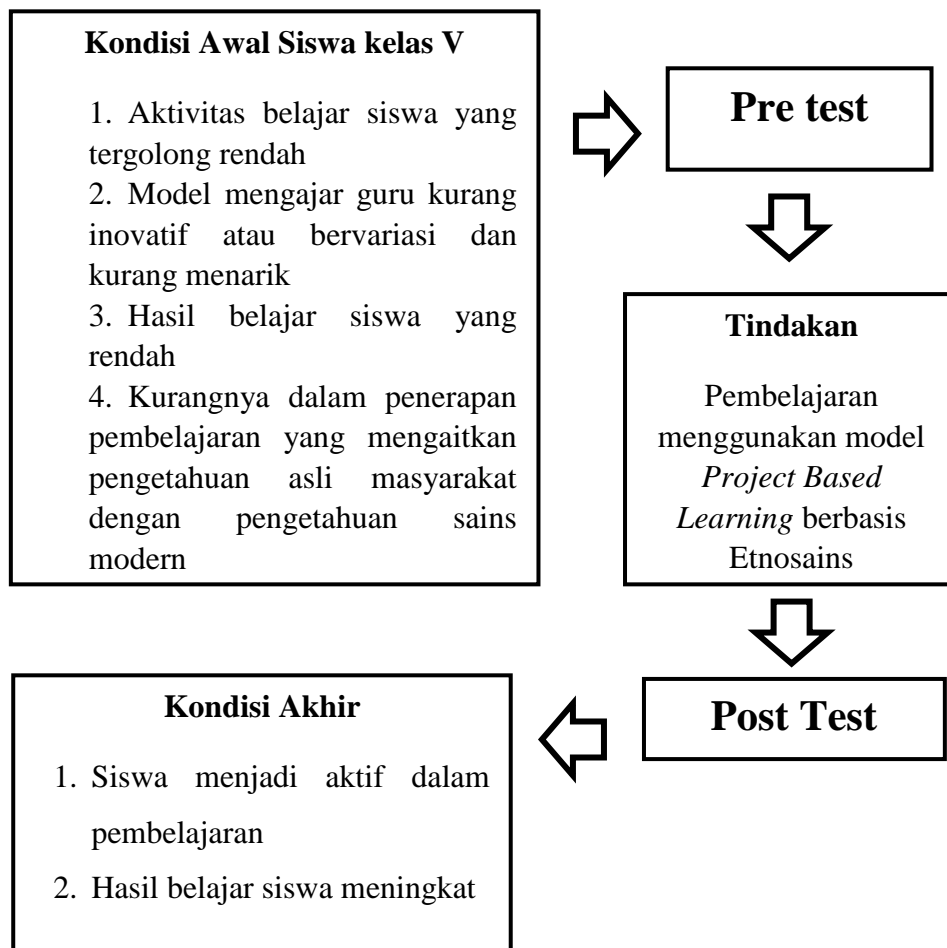 Kondisi Awal Siswa kelas V
1. Aktivitas belajar siswa yang
tergolong rendah
2. Model mengajar guru kurang
inovatif atau bervariasi dan
kurang menarik
3. Hasil belajar siswa yang
rendah
4. Kurangnya dalam penerapan
pembelajaran yang mengaitkan
pengetahuan asli masyarakat
dengan pengetahuan sains
modern
Pre test
Tindakan
Pembelajaran
menggunakan model
Project Based
Learning berbasis
Etnosains
Post Test
Kondisi Akhir
1. Siswa menjadi aktif dalam
pembelajaran
2. Hasil belajar siswa meningkat